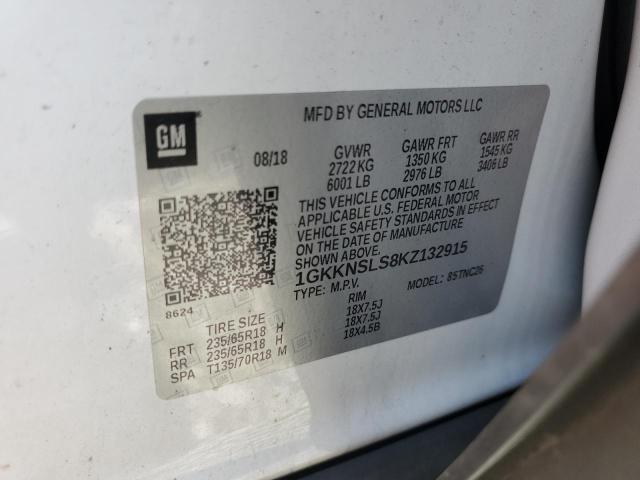 MFD BY GENERAL MOTORS LLC
GM
08/18
GVWR
2722 KG
6001 LB
GAWR FRT
1350 KG
2976 LB
GAWR RR
1545 KG
3406 LB
THIS VEHICLE CONFORMS TO ALL
APPLICABLE U.S. FEDERAL MOTOR
VEHICLE SAFETY STANDARDS IN EFFECT
ON THE DATE OF MANUFACTURE
SHOWN ABOVE.
1GKKNSLS8KZ132915
TYPE: M.P.V.
MODEL: 85TNC26
8624
TIRE SIZE
RIM
FRT 235/65R18 H 18X7.5J
RR 235/65R18 H 18X7.5J
SPA T135/70R18 M 18X4.5B